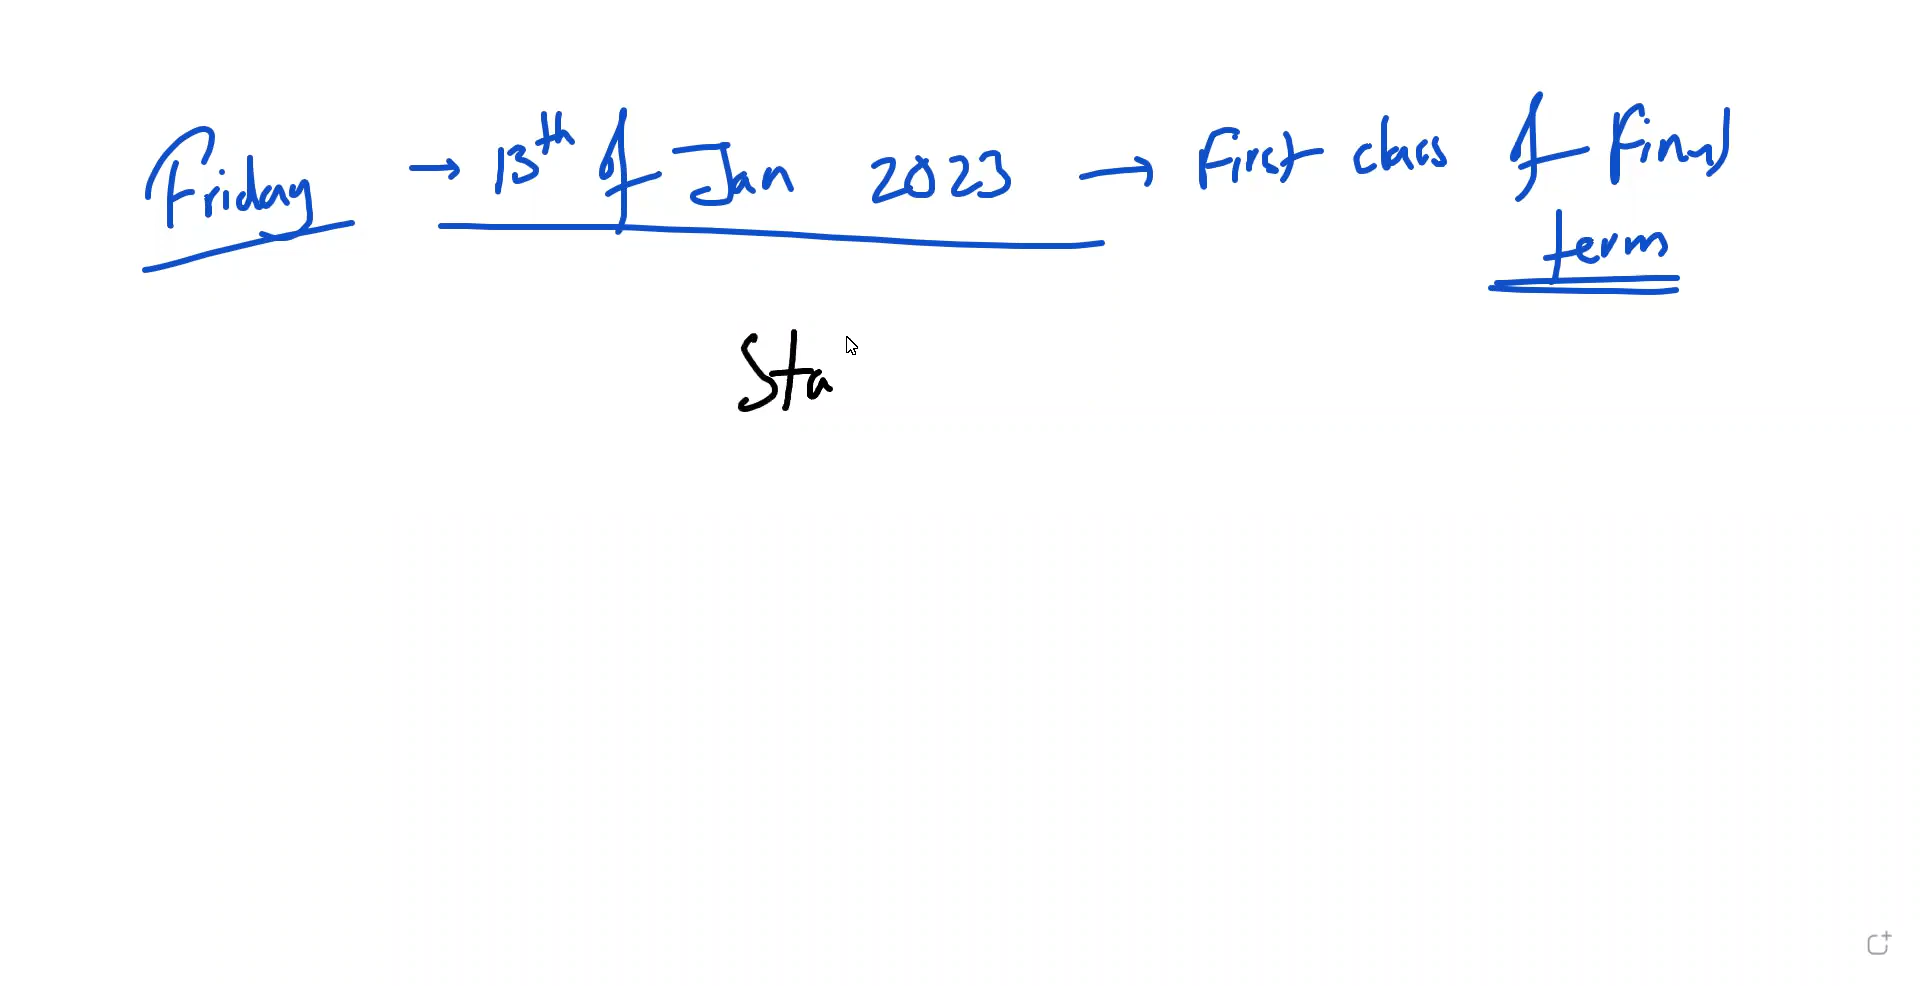 Friday → 13th of Jan 2023 → First class of Final
term
Sta